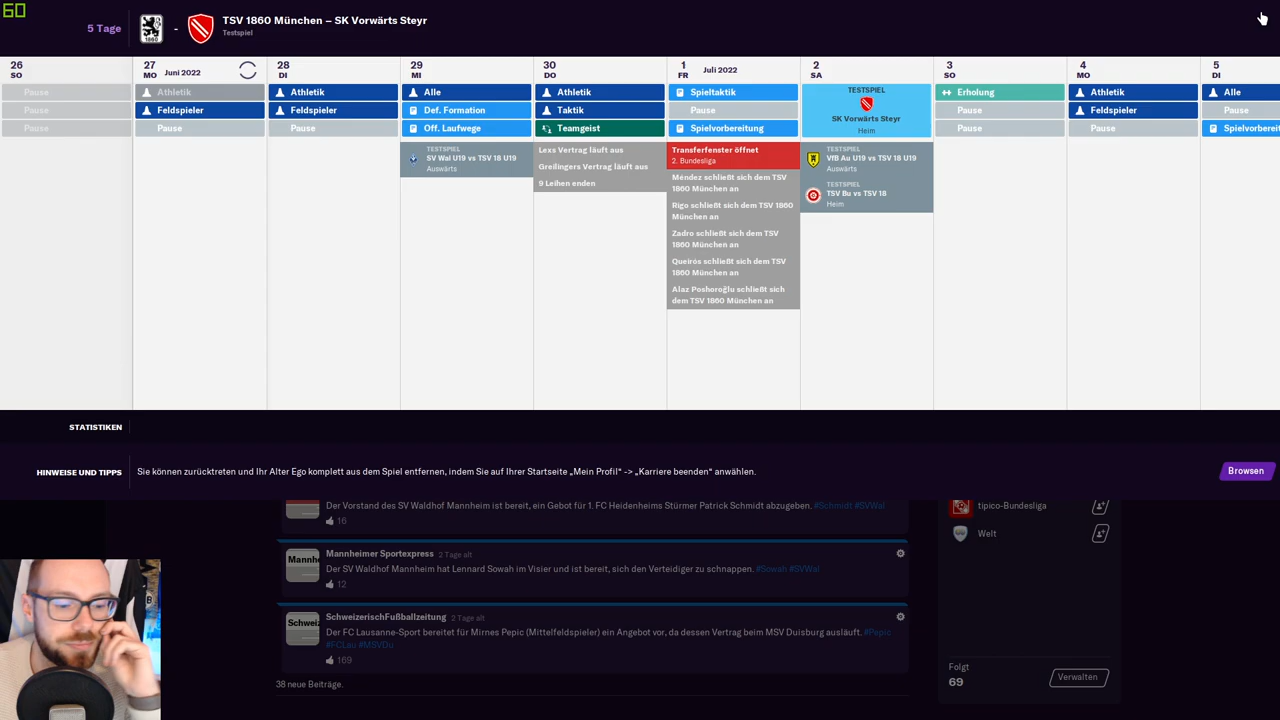 60
5 Tage
1860
-
TSV 1860 München – SK Vorwärts Steyr
Testspiel
26
SO
27
MO Juni 2022
28
DI
29
MI
30
DO
1
FR Juli 2022
2
SA
3
SO
4
MO
5
DI
Pause
Athletik
Athletik
Alle
Athletik
Spieltaktik
TESTSPIEL
SK Vorwärts Steyr
Heim
Erholung
Athletik
Alle
Pause
Feldspieler
Feldspieler
Def. Formation
Taktik
Pause
Pause
Feldspieler
Pause
Pause
Pause
Off. Laufwege
Teamgeist
Spielvorbereitung
Pause
Pause
Spielvorbereit
TESTSPIEL
SV Wal U19 vs TSV 18 U19
Auswärts
Lexs Vertrag läuft aus
Greilingers Vertrag läuft aus
9 Leihen enden
Transferfenster öffnet
2. Bundesliga
Méndez schließt sich dem TSV
1860 München an
Rigo schließt sich dem TSV 1860
München an
Zadro schließt sich dem TSV
1860 München an
Queirós schließt sich dem TSV
1860 München an
Alaz Poshoroğlu schließt sich
dem TSV 1860 München an
TESTSPIEL
VfB Au U19 vs TSV 18 U19
Auswärts
TESTSPIEL
TSV Bu vs TSV 18
Heim
STATISTIKEN
HINWEISE UND TIPPS
Sie können zurücktreten und Ihr Alter Ego komplett aus dem Spiel entfernen, indem Sie auf Ihrer Startseite „Mein Profil“ -> „Karriere beenden“ anwählen.
Browsen
Der Vorstand des SV Waldhof Mannheim ist bereit, ein Gebot für 1. FC Heidenheims Stürmer Patrick Schmidt abzugeben. #Schmidt #SVWal
16
Mannhe
Mannheimer Sportexpress 2 Tage alt
Der SV Waldhof Mannheim hat Lennard Sowah im Visier und ist bereit, sich den Verteidiger zu schnappen. #Sowah #SVWal
12
Schweiz
SchweizerischFußballzeitung 2 Tage alt
Der FC Lausanne-Sport bereitet für Mirnes Pepic (Mittelfeldspieler) ein Angebot vor, da dessen Vertrag beim MSV Duisburg ausläuft. #Pepic
#FCLau #MSVDu
169
38 neue Beiträge.
tipico-Bundesliga
Welt
Folgt
69
Verwalten